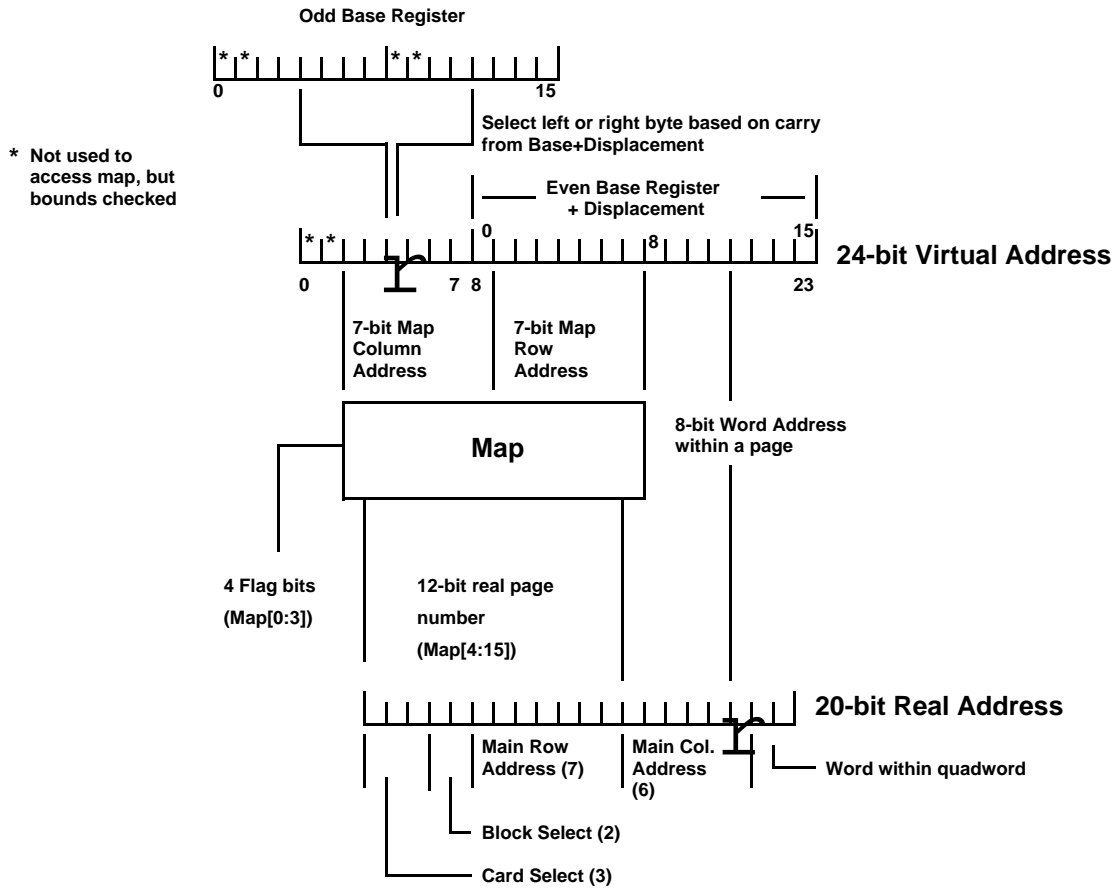 Odd Base Register
* * * *
0 15
Select left or right byte based on carry
from Base+Displacement
* Not used to
access map, but
bounds checked
Even Base Register
+ Displacement
0 8 15
* *
24-bit Virtual Address
0 7 8 23
7-bit Map
Column
Address
7-bit Map
Row
Address
Map
8-bit Word Address
within a page
4 Flag bits
(Map[0:3])
12-bit real page
number
(Map[4:15])
20-bit Real Address
Main Row
Address (7)
Main Col.
Address
(6)
Word within quadword
Block Select (2)
Card Select (3)